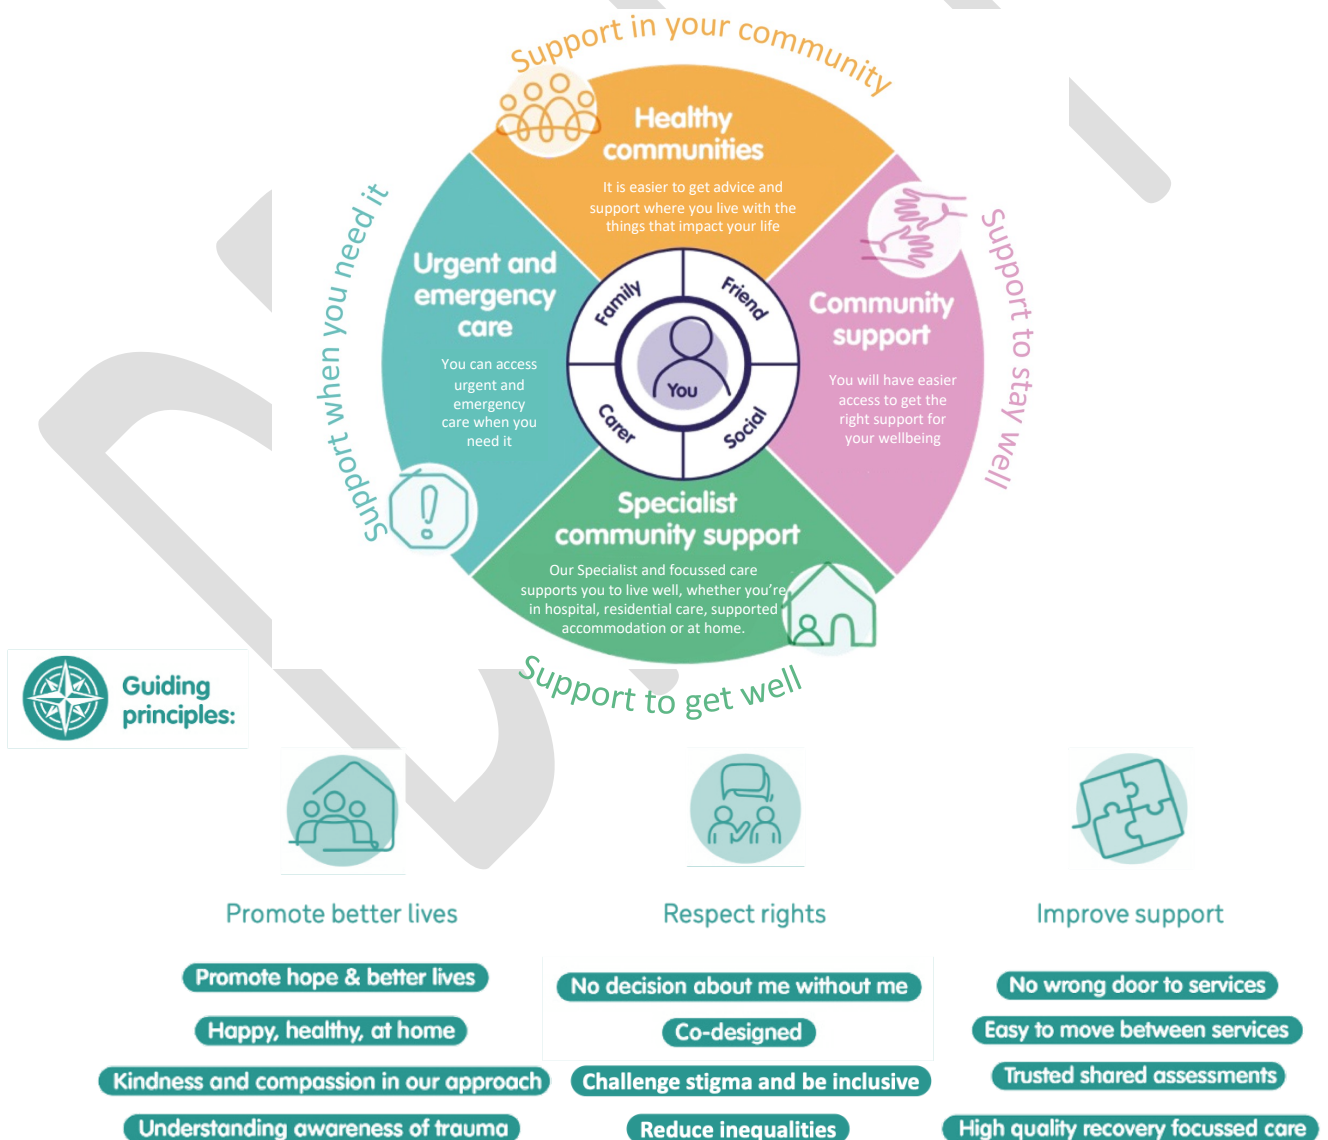 Support in your community
Healthy
communities
It is easier to get advice and
support where you live with the
things that impact your life
Support when you need it
Urgent and
emergency
care
You can access
urgent and
emergency
care when you
need it
Family
Friend
You
Carer
Social
Community
support
You will have easier
access to get the
right support for
your wellbeing
Support to stay well
Specialist
community support
Our Specialist and focussed care
supports you to live well, whether you're
in hospital, residential care, supported
accommodation or at home.
Support to get well
Guiding
principles:
Promote better lives
Promote hope & better lives
Happy, healthy, at home
Kindness and compassion in our approach
Understanding awareness of trauma
Respect rights
No decision about me without me
Co-designed
Challenge stigma and be inclusive
Reduce inequalities
Improve support
No wrong door to services
Easy to move between services
Trusted shared assessments
High quality recovery focussed care